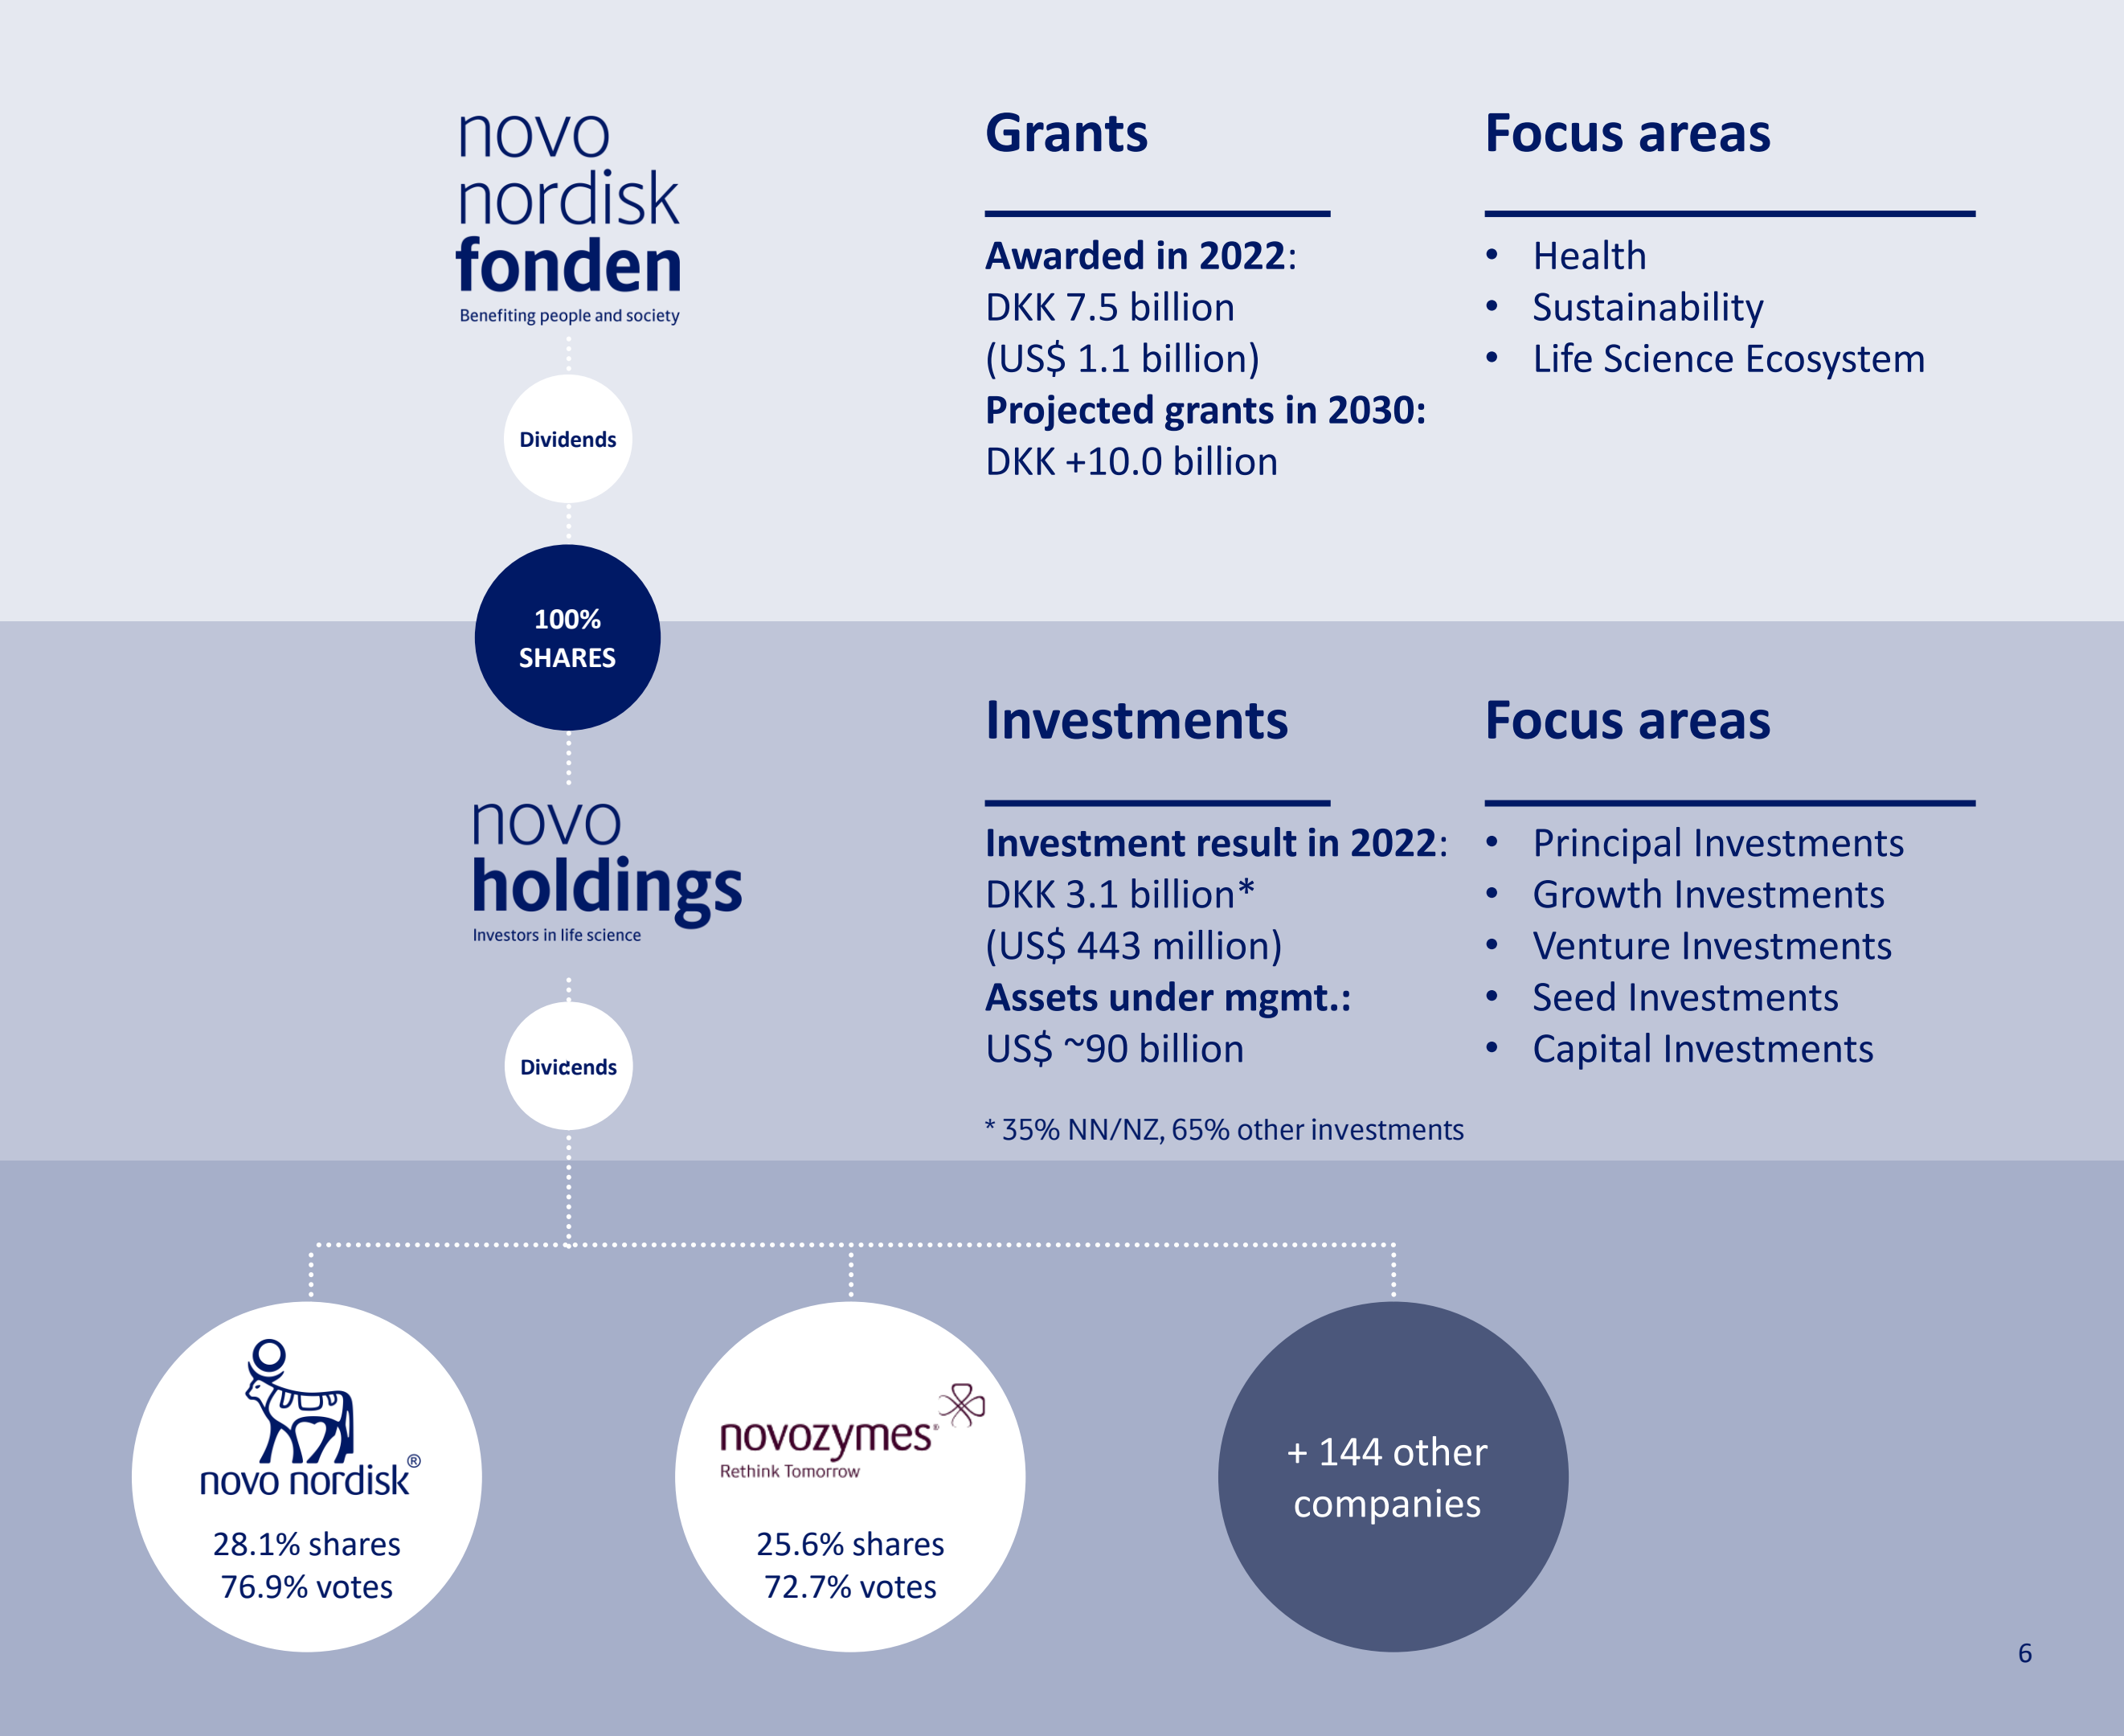 novo
nordisk
fonden
Benefiting people and society
Dividends
100%
SHARES
Grants
Awarded in 2022:
DKK 7.5 billion
(US$ 1.1 billion)
Projected grants in 2030:
DKK +10.0 billion
Focus areas
• Health
• Sustainability
• Life Science Ecosystem
novo
holdings
Investors in life science
Dividends
Investments
Investment result in 2022:
DKK 3.1 billion*
(US$ 443 million)
Assets under mgmt.:
US$ ~90 billion
* 35% NN/NZ, 65% other investments
Focus areas
• Principal Investments
• Growth Investments
• Venture Investments
• Seed Investments
• Capital Investments
novo nordisk®
28.1% shares
76.9% votes
novozymes®
Rethink Tomorrow
25.6% shares
72.7% votes
+ 144 other
companies
6